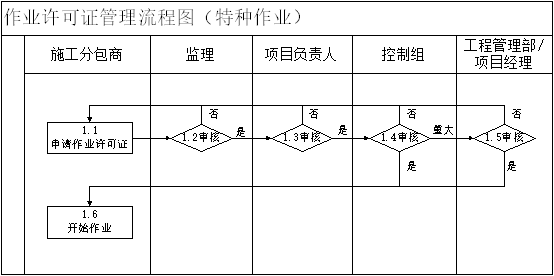 作业许可证管理流程图（特种作业）
施工分包商
监理
项目负责人
控制组
工程管理部/
项目经理
否
否
否
否
1.1
申请作业许可证
1.2审核
是
1.3审核
是
1.4审核
重大
1.5审核
是
是
1.6
开始作业